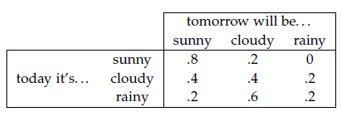 tomorrow will be...
sunny cloudy rainy
sunny .8 .2 0
today it's... cloudy .4 .4 .2
rainy .2 .6 .2